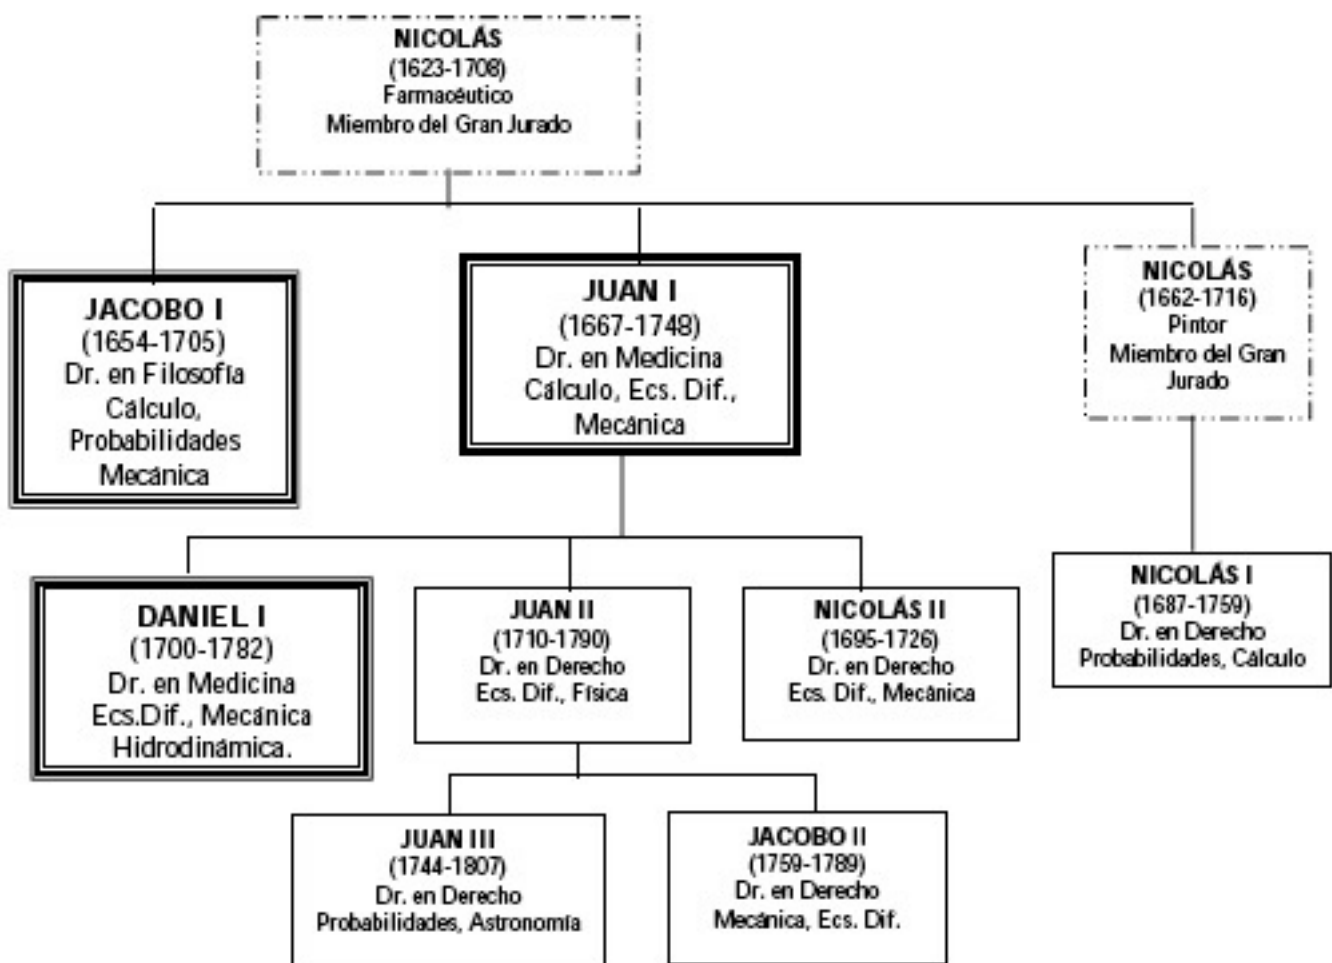 NICOLÁS
(1623-1708)
Farmacéutico
Miembro del Gran Jurado
JACOBO I
(1654-1705)
Dr. en Filosofía
Cálculo,
Probabilidades
Mecánica
JUAN I
(1667-1748)
Dr. en Medicina
Cálculo, Ecs. Dif.,
Mecánica
NICOLÁS
(1662-1716)
Pintor
Miembro del Gran
Jurado
DANIEL I
(1700-1782)
Dr. en Medicina
Ecs.Dif., Mecánica
Hidrodinámica.
JUAN II
(1710-1790)
Dr. en Derecho
Ecs. Dif., Física
NICOLÁS II
(1695-1726)
Dr. en Derecho
Ecs. Dif., Mecánica
NICOLÁS I
(1687-1759)
Dr. en Derecho
Probabilidades, Cálculo
JUAN III
(1744-1807)
Dr. en Derecho
Probabilidades, Astronomía
JACOBO II
(1759-1789)
Dr. en Derecho
Mecánica, Ecs. Dif.